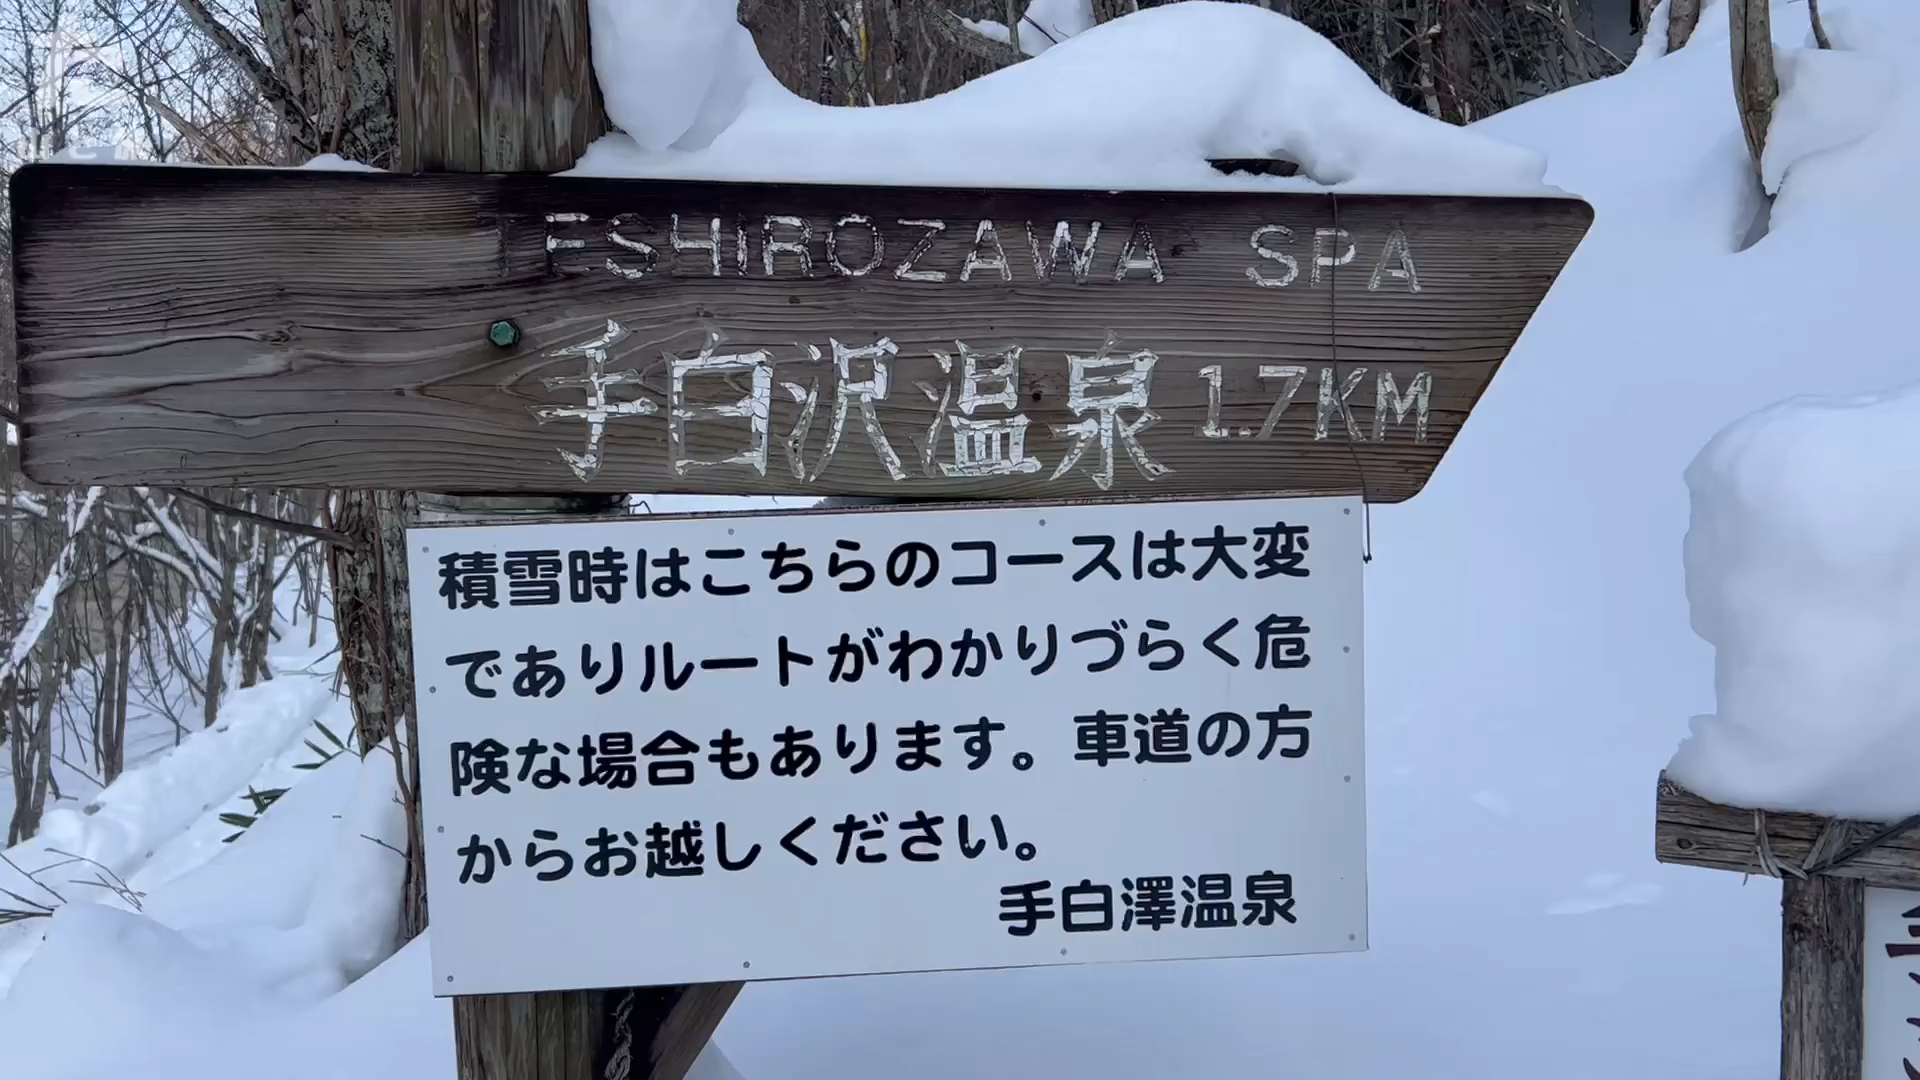 TESHIROZAWA SPA
手白沢温泉 1.7KM
積雪時はこちらのコースは大変
でありルートがわかりづらく危
険な場合もあります。車道の方
からお越しください。
手白澤温泉